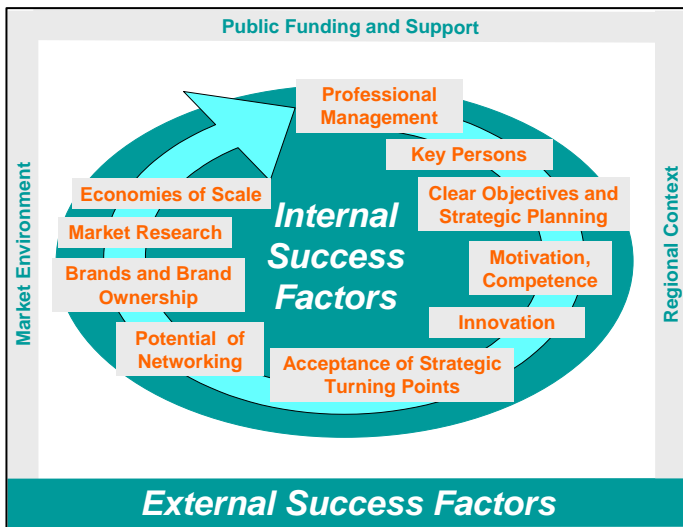 Public Funding and Support
Market Environment
Regional Context
Professional
Management
Key Persons
Clear Objectives and
Strategic Planning
Motivation,
Competence
Innovation
Acceptance of Strategic
Turning Points
Potential of
Networking
Brands and Brand
Ownership
Market Research
Economies of Scale
Internal
Success
Factors
External Success Factors